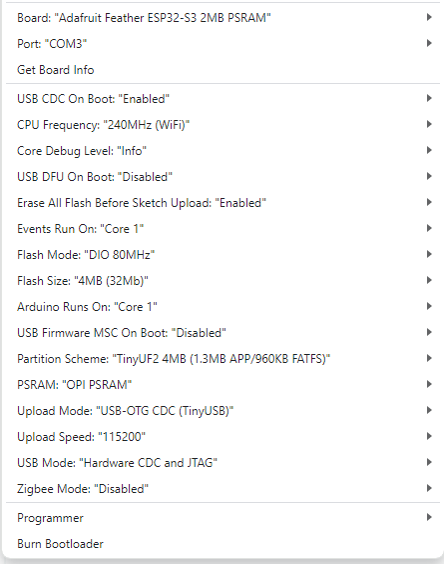 Board: "Adafruit Feather ESP32-S3 2MB PSRAM"
Port: "COM3"
Get Board Info
USB CDC On Boot: "Enabled"
CPU Frequency: "240MHz (WiFi)"
Core Debug Level: "Info"
USB DFU On Boot: "Disabled"
Erase All Flash Before Sketch Upload: "Enabled"
Events Run On: "Core 1"
Flash Mode: "DIO 80MHz"
Flash Size: "4MB (32Mb)"
Arduino Runs On: "Core 1"
USB Firmware MSC On Boot: "Disabled"
Partition Scheme: "TinyUF2 4MB (1.3MB APP/960KB FATFS)"
PSRAM: "OPI PSRAM"
Upload Mode: "USB-OTG CDC (TinyUSB)"
Upload Speed: "115200"
USB Mode: "Hardware CDC and JTAG"
Zigbee Mode: "Disabled"
Programmer
Burn Bootloader